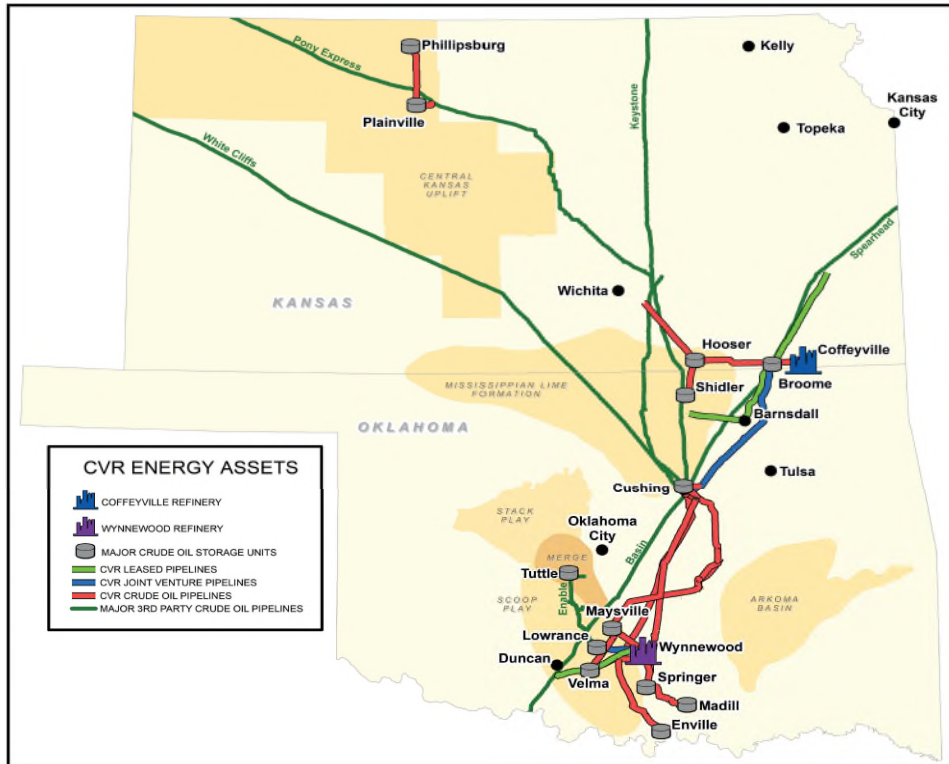 Phillipsburg
Kelly
Pony Express
Kansas
City
Plainville
Topeka
Keystone
White Cliffs
CENTRAL
KANSAS
UPLIFT
Spearhead
Wichita
KANSAS
Hooser
Coffeyville
Shidler
Broome
MISSISSIPPIAN LIME
FORMATION
Barnsdall
OKLAHOMA
CVR ENERGY ASSETS
COFFEYVILLE REFINERY
WYNNEWOOD REFINERY
MAJOR CRUDE OIL STORAGE UNITS
CVR LEASED PIPELINES
CVR JOINT VENTURE PIPELINES
CVR CRUDE OIL PIPELINES
MAJOR 3RD PARTY CRUDE OIL PIPELINES
Tulsa
Cushing
STACK
PLAY
Oklahoma
City
Basin
MERGE
Tuttle
Enable
SCOOP
PLAY
Maysville
ARKOMA
BASIN
Lowrance
Wynnewood
Duncan
Velma
Springer
Madill
Enville